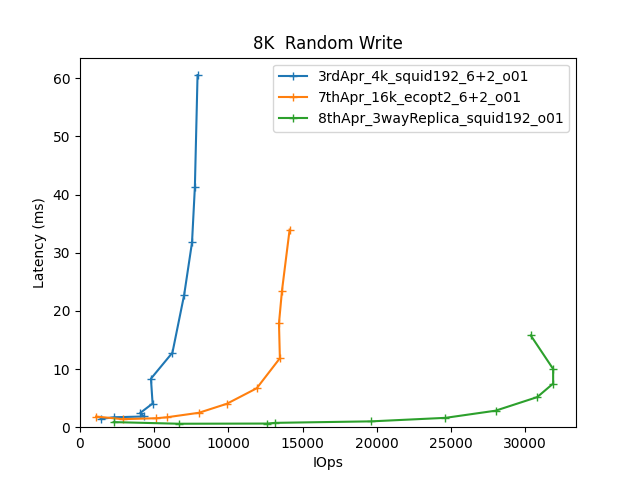 8K  Random Write
3rdApr_4k_squid192_6+2_o01
7thApr_16k_ecopt2_6+2_o01
8thApr_3wayReplica_squid192_o01
Latency (ms)
60
50
40
30
20
10
0
0 5000 10000 15000 20000 25000 30000
IOps